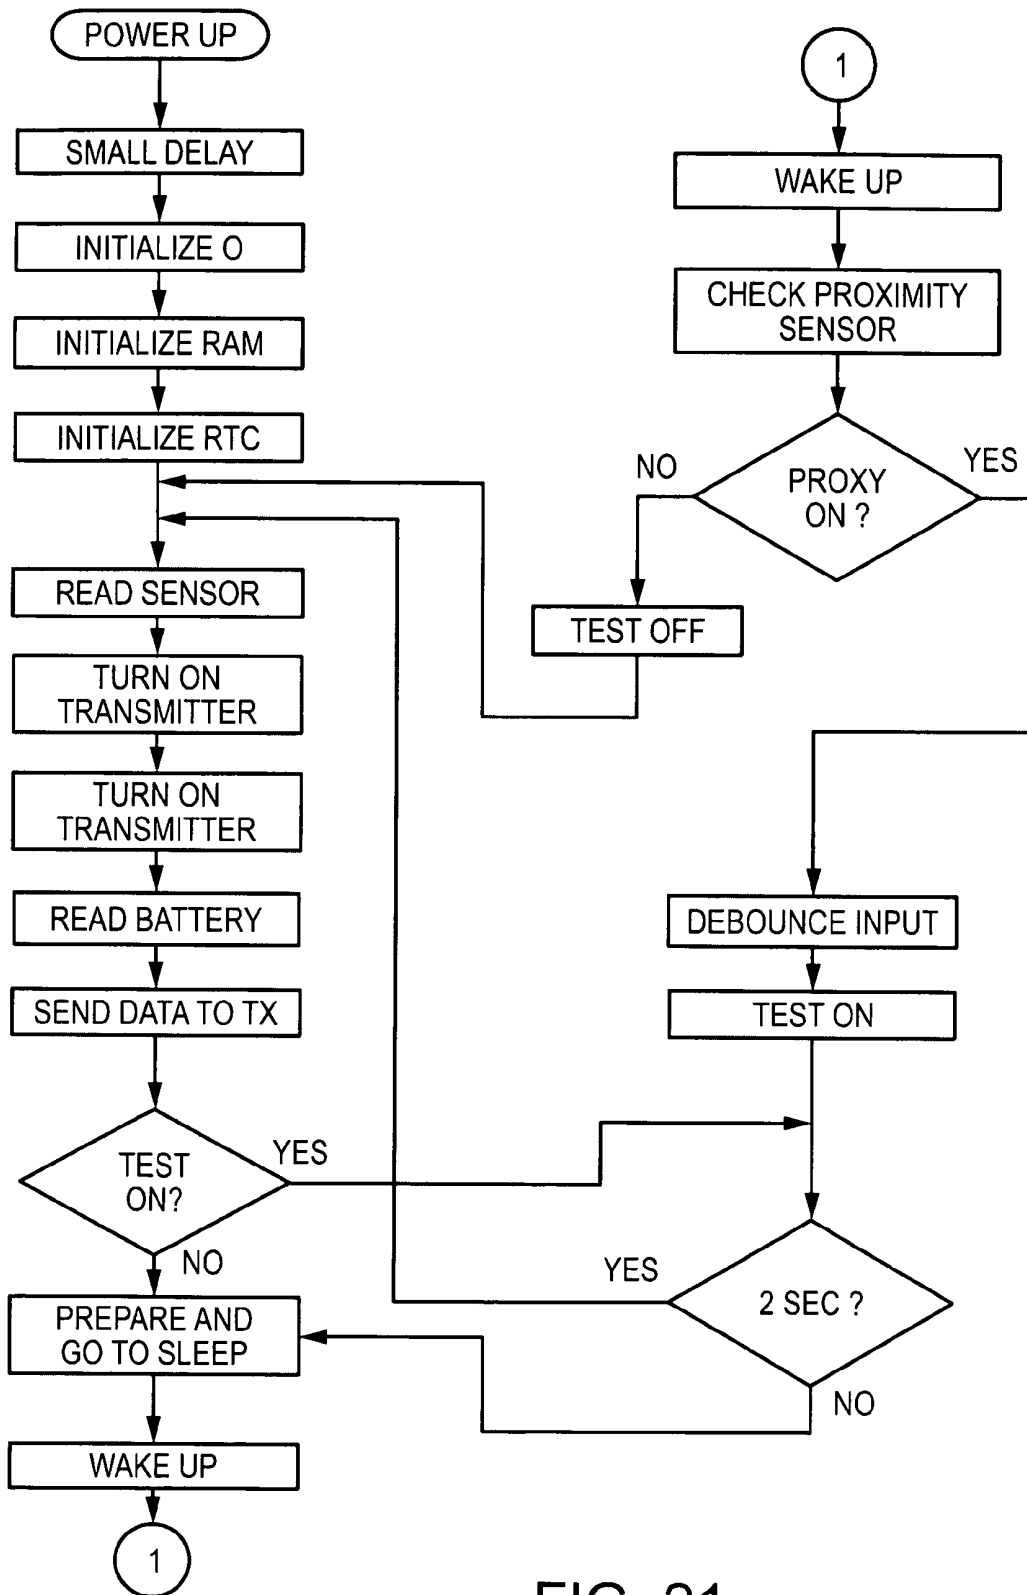 POWER UP
SMALL DELAY
INITIALIZE O
INITIALIZE RAM
INITIALIZE RTC
READ SENSOR
TURN ON
TRANSMITTER
TURN ON
TRANSMITTER
READ BATTERY
SEND DATA TO TX
TEST
ON?
YES
NO
PREPARE AND
GO TO SLEEP
WAKE UP
1
1
WAKE UP
CHECK PROXIMITY
SENSOR
PROXY
ON ?
NO
YES
TEST OFF
DEBOUNCE INPUT
TEST ON
2 SEC ?
YES
NO